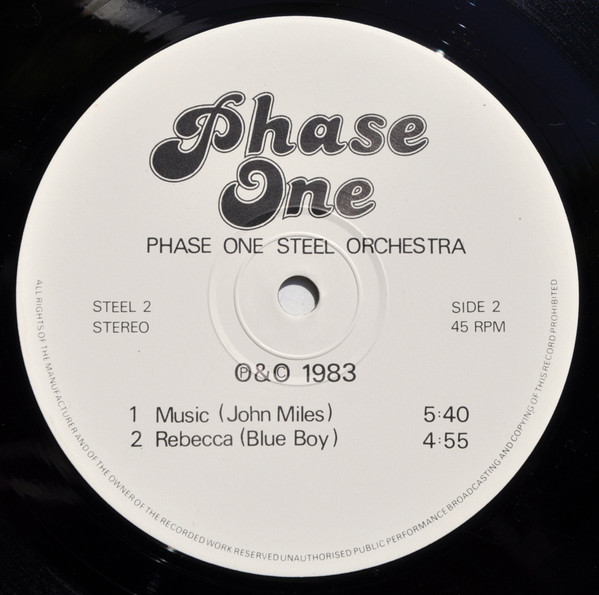 Phase
One
PHASE ONE STEEL ORCHESTRA
STEEL 2
STEREO
SIDE 2
45 RPM
℗&© 1983
1 Music (John Miles) 5:40
2 Rebecca (Blue Boy) 4:55
ALL RIGHTS OF THE MANUFACTURER AND OF THE OWNER OF THE RECORDED WORK RESERVED UNAUTHORISED PUBLIC PERFORMANCE BROADCASTING AND COPYING OF THIS RECORD PROHIBITED